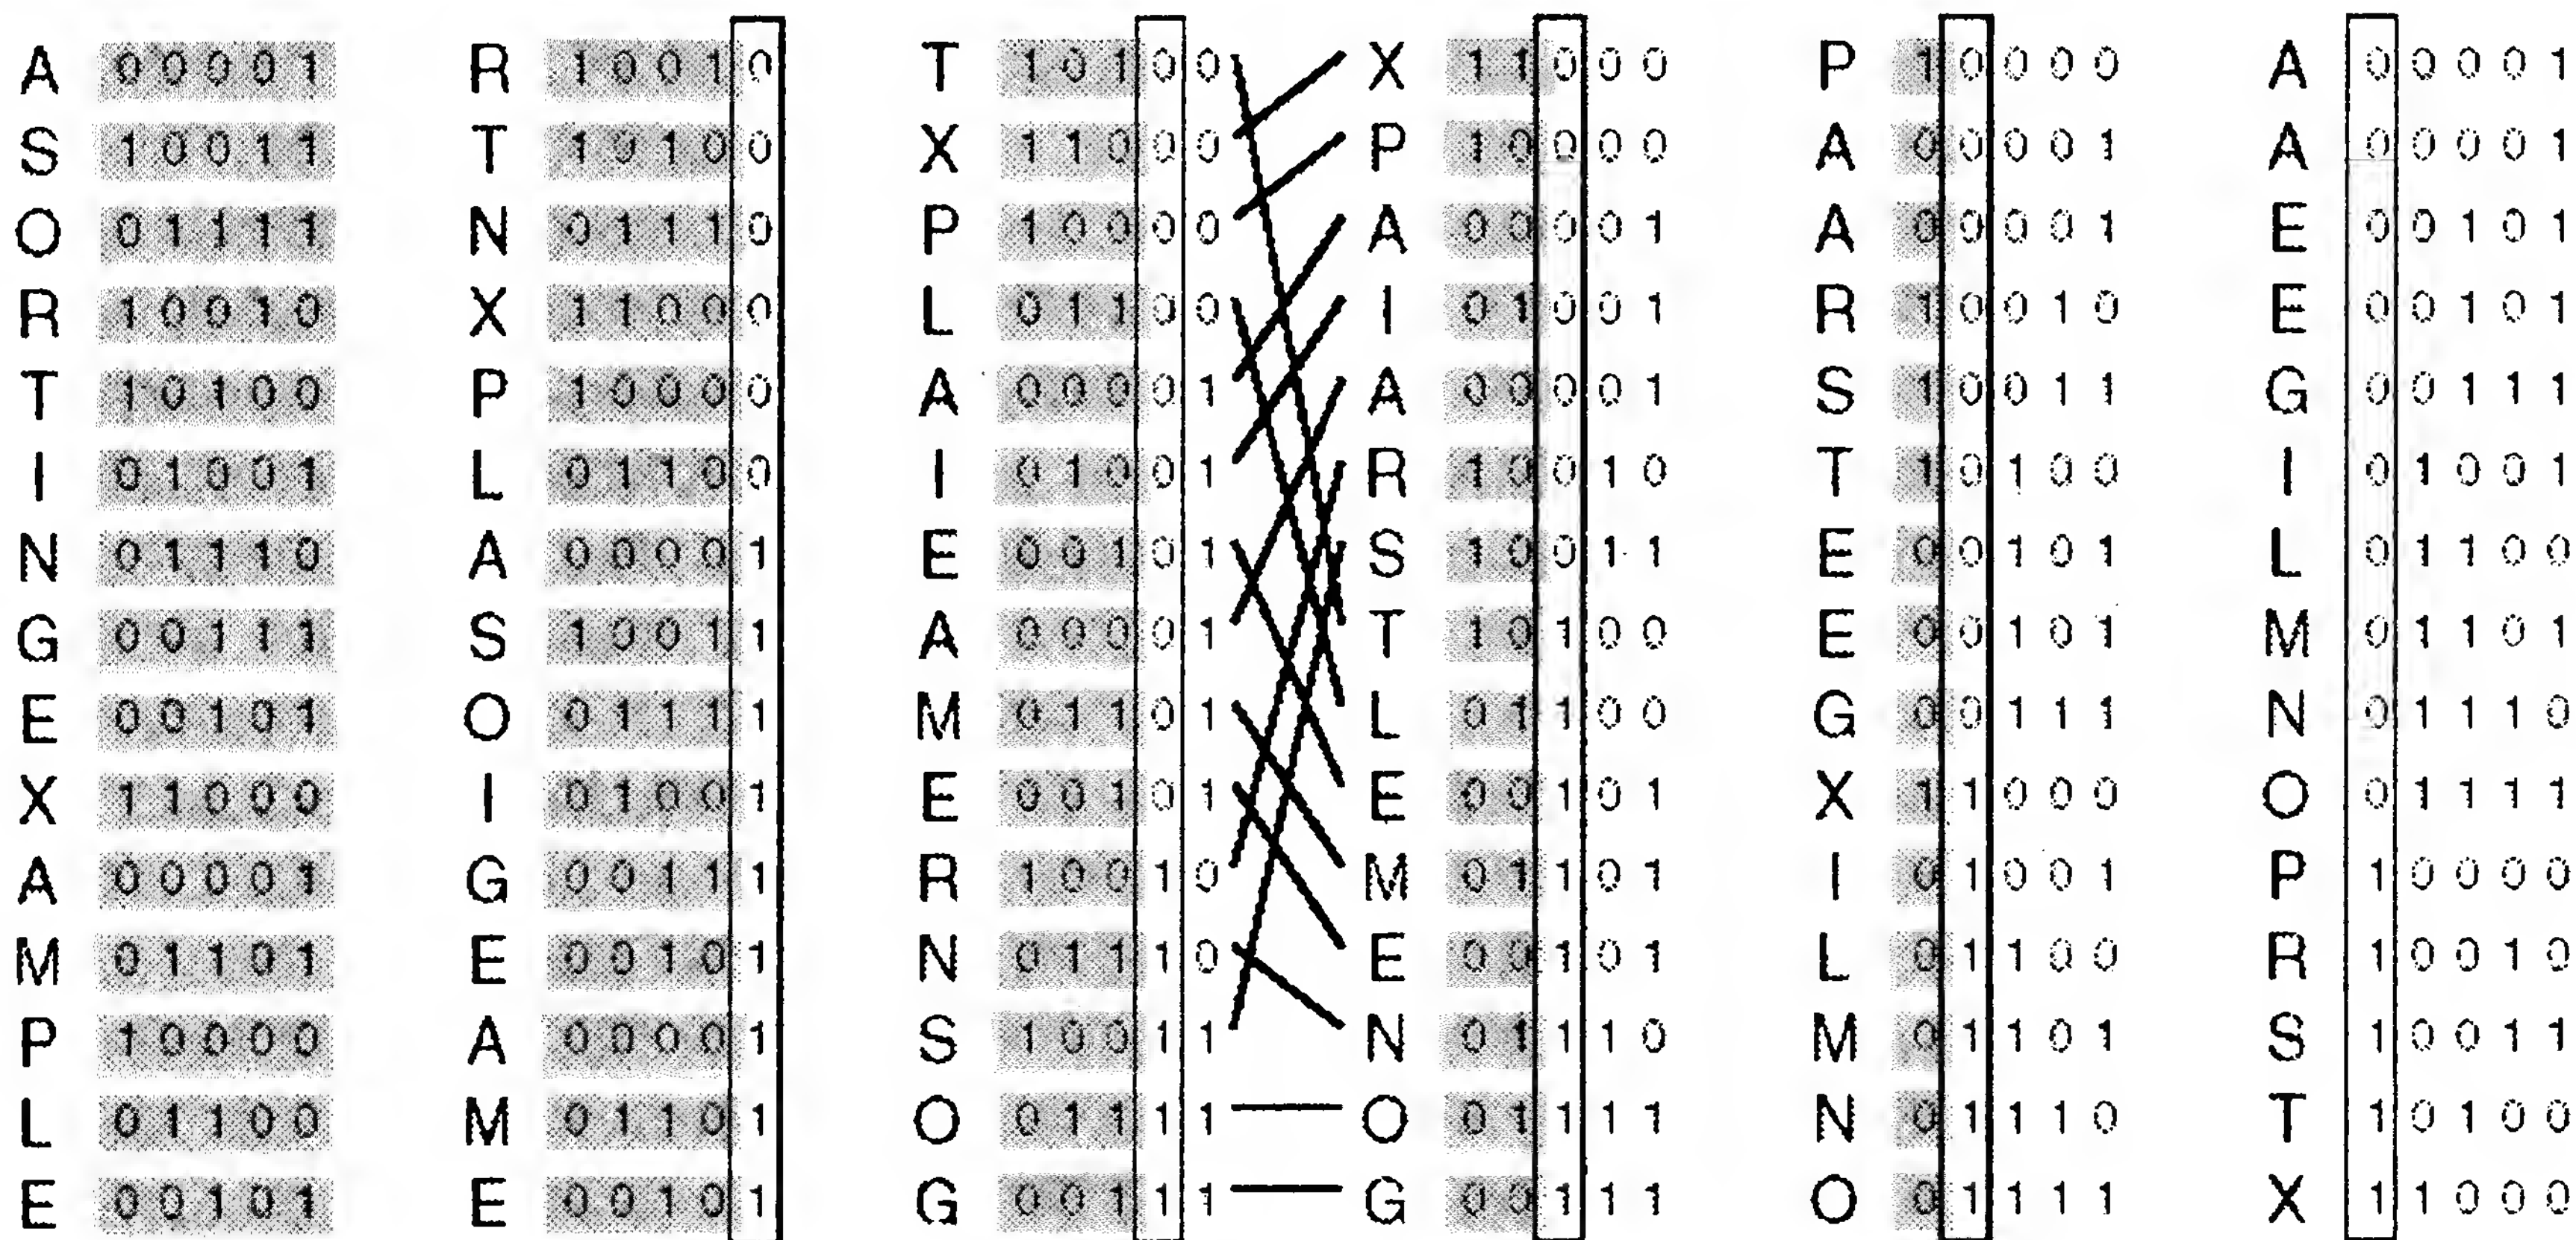 A 00001 R 10010 T 10100 X 11000 P 10000 A 00001
S 10011 T 10100 X 11000 P 10000 A 00001 A 00001
O 01111 N 01110 P 10000 A 00001 A 00001 E 00101
R 10010 X 11000 L 01100 I 01001 R 10010 E 00101
T 10100 P 10000 A 00001 A 00001 S 10011 G 00111
I 01001 L 01100 I 01001 R 10010 T 10100 I 01001
N 01110 A 00001 E 00101 S 10011 E 00101 L 01100
G 00111 S 10011 A 00001 T 10100 E 00101 M 01101
E 00101 O 01111 M 01101 L 01100 G 00111 N 01110
X 11000 I 01001 E 00101 E 00101 X 11000 O 01111
A 00001 G 00111 R 10010 M 01101 I 01001 P 10000
M 01101 E 00101 N 01110 E 00101 L 01100 R 10010
P 10000 A 00001 S 10011 N 01110 M 01101 S 10011
L 01100 M 01101 O 01111 O 01111 N 01110 T 10100
E 00101 E 00101 G 00111 G 00111 O 01111 X 11000